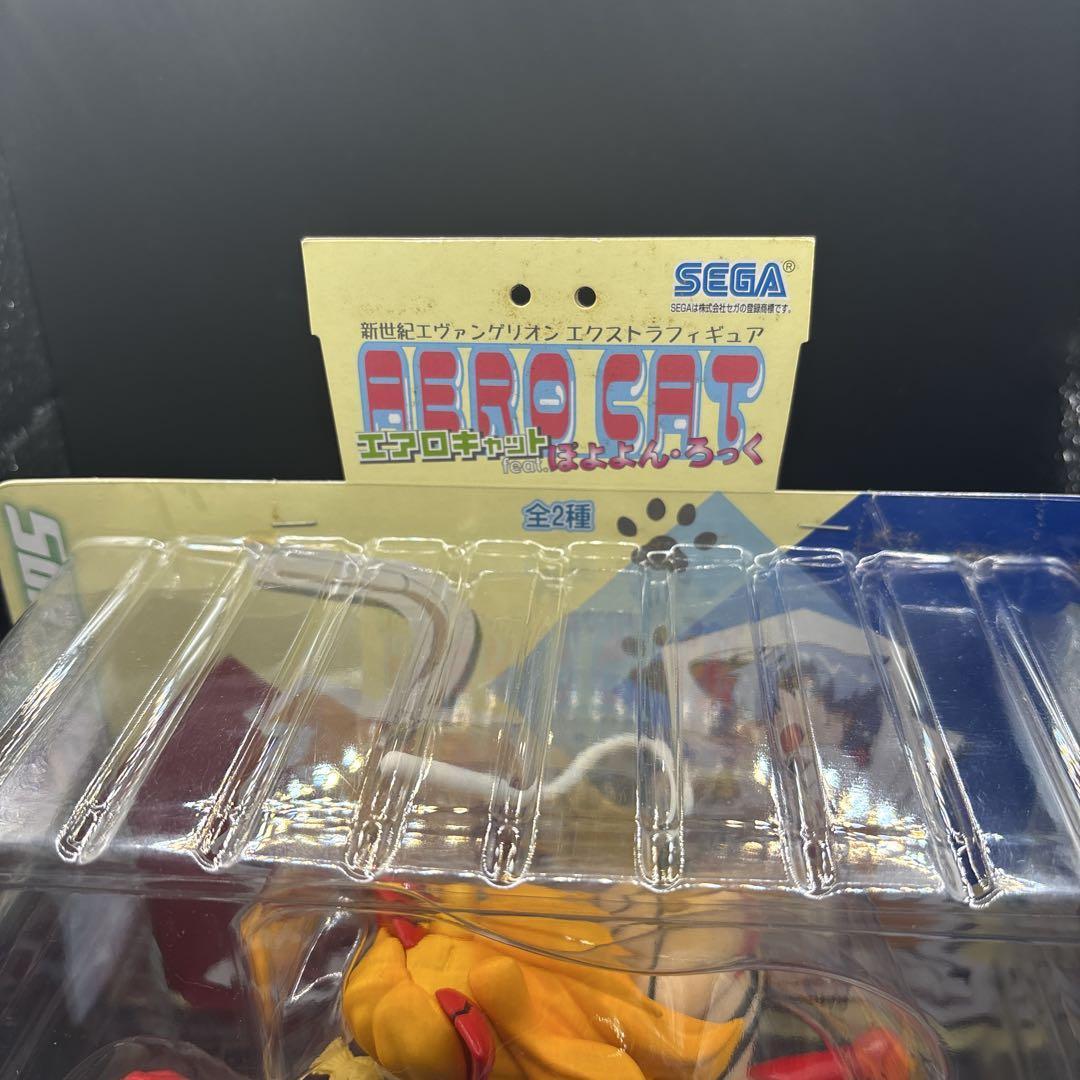 SEGA®
SEGAは株式会社セガの登録商標です。
新世紀エヴァンゲリオン エクストラフィギュア
AERO CAT
エアロキャット
feat.ぽよよん・ろっく
全2種